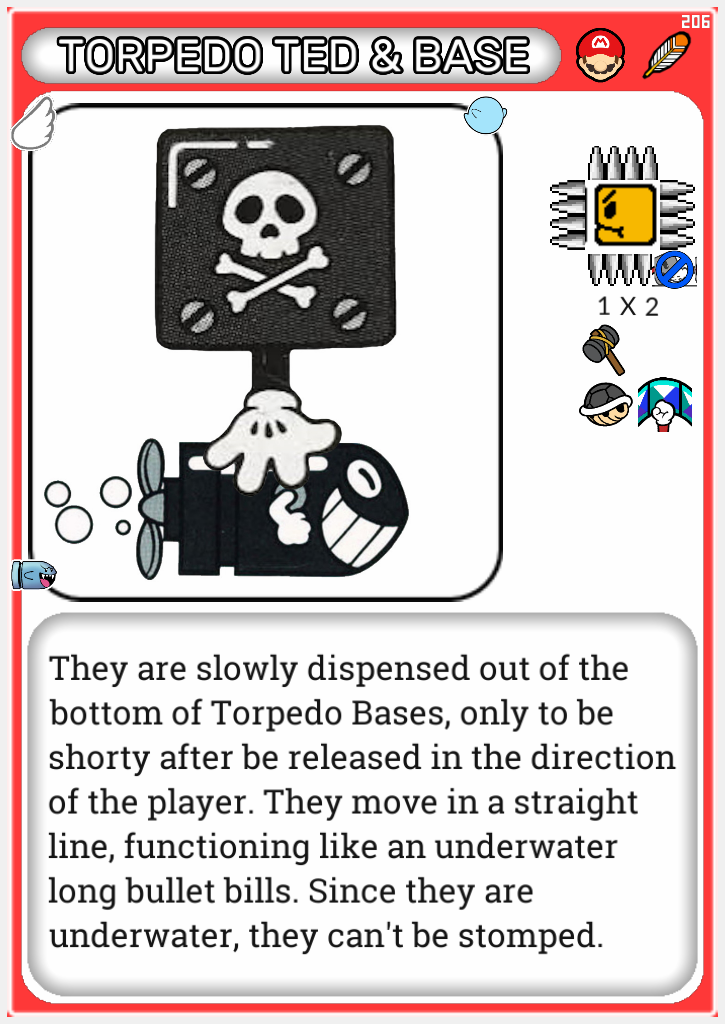 206
TORPEDO TED & BASE
1 X 2
They are slowly dispensed out of the
bottom of Torpedo Bases, only to be
shorty after be released in the direction
of the player. They move in a straight
line, functioning like an underwater
long bullet bills. Since they are
underwater, they can't be stomped.